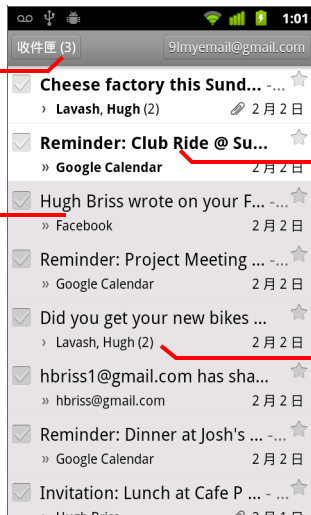 1:01
收件匣 (3)
9lmyemail@gmail.com
Cheese factory this Sund... -...
› Lavash, Hugh (2) 2 月 2 日
Reminder: Club Ride @ Su...
» Google Calendar 2 月 2 日
Hugh Briss wrote on your F... -...
» Facebook 2 月 2 日
Reminder: Project Meeting ... -...
» Google Calendar 2 月 2 日
Did you get your new bikes ...
› Lavash, Hugh (2) 2 月 2 日
hbriss1@gmail.com has sha...
» hbriss@gmail.com 2 月 2 日
Reminder: Dinner at Josh's ... -...
» Google Calendar 2 月 2 日
Invitation: Lunch at Cafe P ... - ...